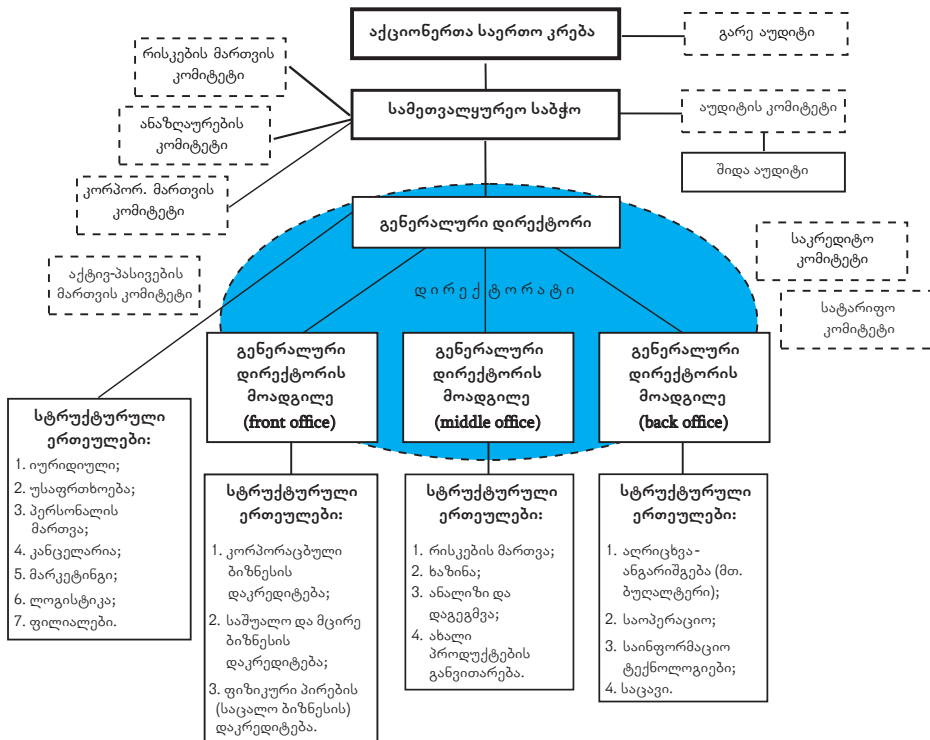 აქციონერთა საერთო კრება
გარე აუდიტი
რისკების მართვის
კომიტეტი
სამეთვალყურეო საბჭო
აუდიტის კომიტეტი
ანაზღაურების
კომიტეტი
შიდა აუდიტი
კორპორ. მართვის
კომიტეტი
გენერალური დირექტორი
საკრედიტო
კომიტეტი
აქტივ-პასივების
მართვის კომიტეტი
დირექტორატი
სატარიფო
კომიტეტი
გენერალური
დირექტორის
მოადგილე
(front office)
გენერალური
დირექტორის
მოადგილე
(middle office)
გენერალური
დირექტორის
მოადგილე
(back office)
სტრუქტურული
ერთეულები:
1. იურიდიული;
2. უსაფრთხოება;
3. პერსონალის
მართვა;
4. კანცელარია;
5. მარკეტინგი;
6. ლოგისტიკა;
7. ფილიალები.
სტრუქტურული
ერთეულები:
1. კორპორაცბული
ბიზნესის
დაკრედიტება;
2. საშუალო და მცირე
ბიზნესის
დაკრედიტება;
3. ფიზიკური პირების
(საცალო ბიზნესის)
დაკრედიტება.
სტრუქტურული
ერთეულები:
1. რისკების მართვა;
2. ხაზინა;
3. ანალიზი და
დაგეგმვა;
4. ახალი
პროდუქტების
განვითარება.
სტრუქტურული
ერთეულები:
1. აღრიცხვა-
ანგარიშგება (მთ.
ბუღალტერი);
2. საოპერაციო;
3. საინფორმაციო
ტექნოლოგიები;
4. საცავი.